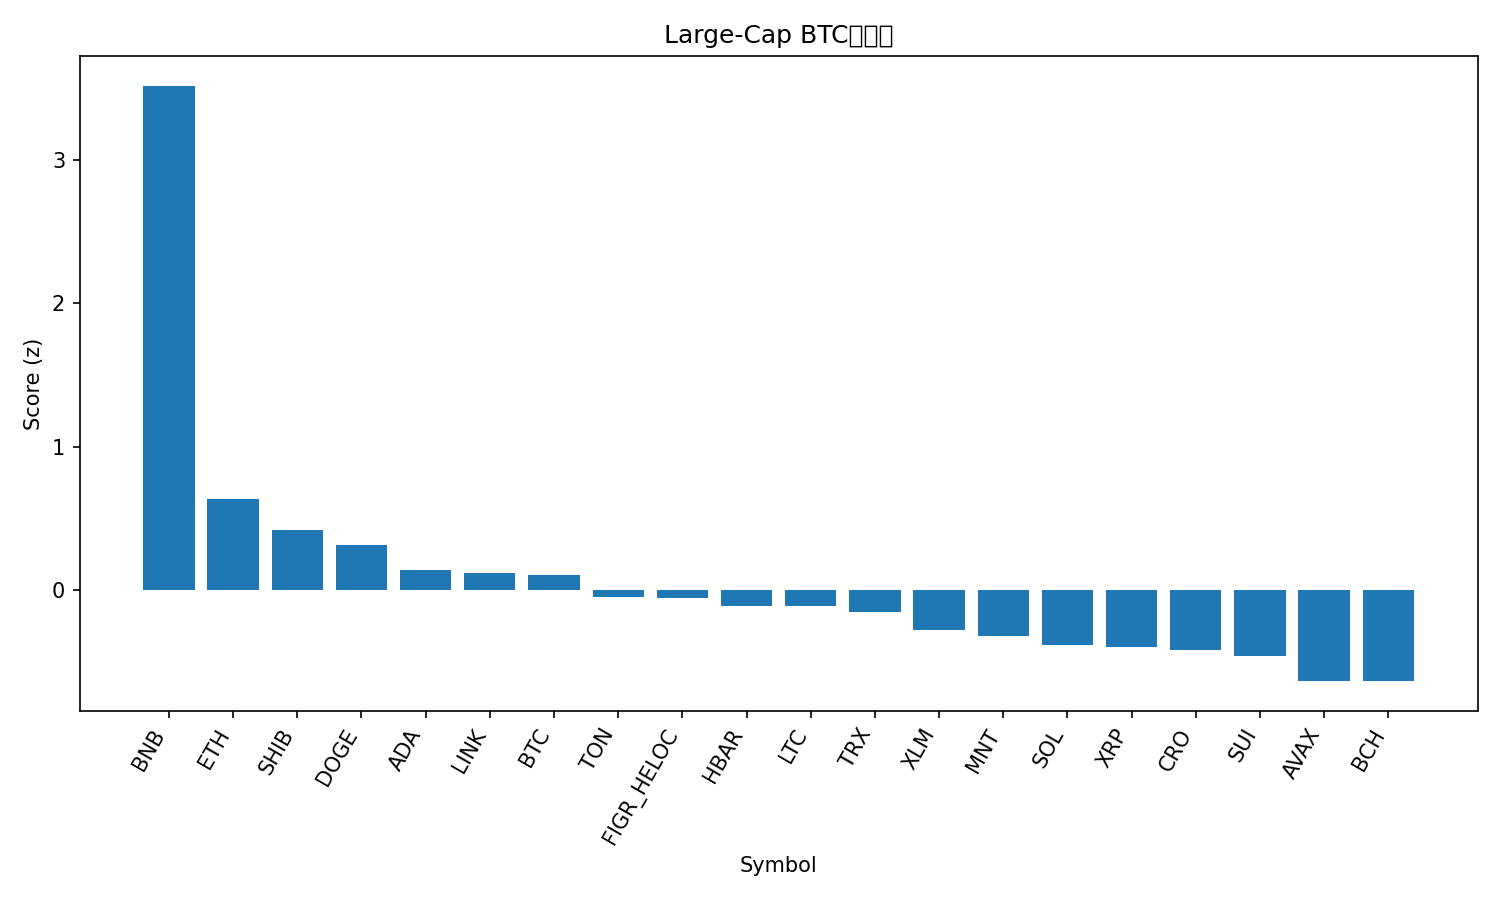 Large-Cap BTC
Score (z)
3
2
1
0
BNB
ETH
SHIB
DOGE
ADA
LINK
BTC
TON
FIGR_HELOC
HBAR
LTC
TRX
XLM
MNT
SOL
XRP
CRO
SUI
AVAX
BCH
Symbol